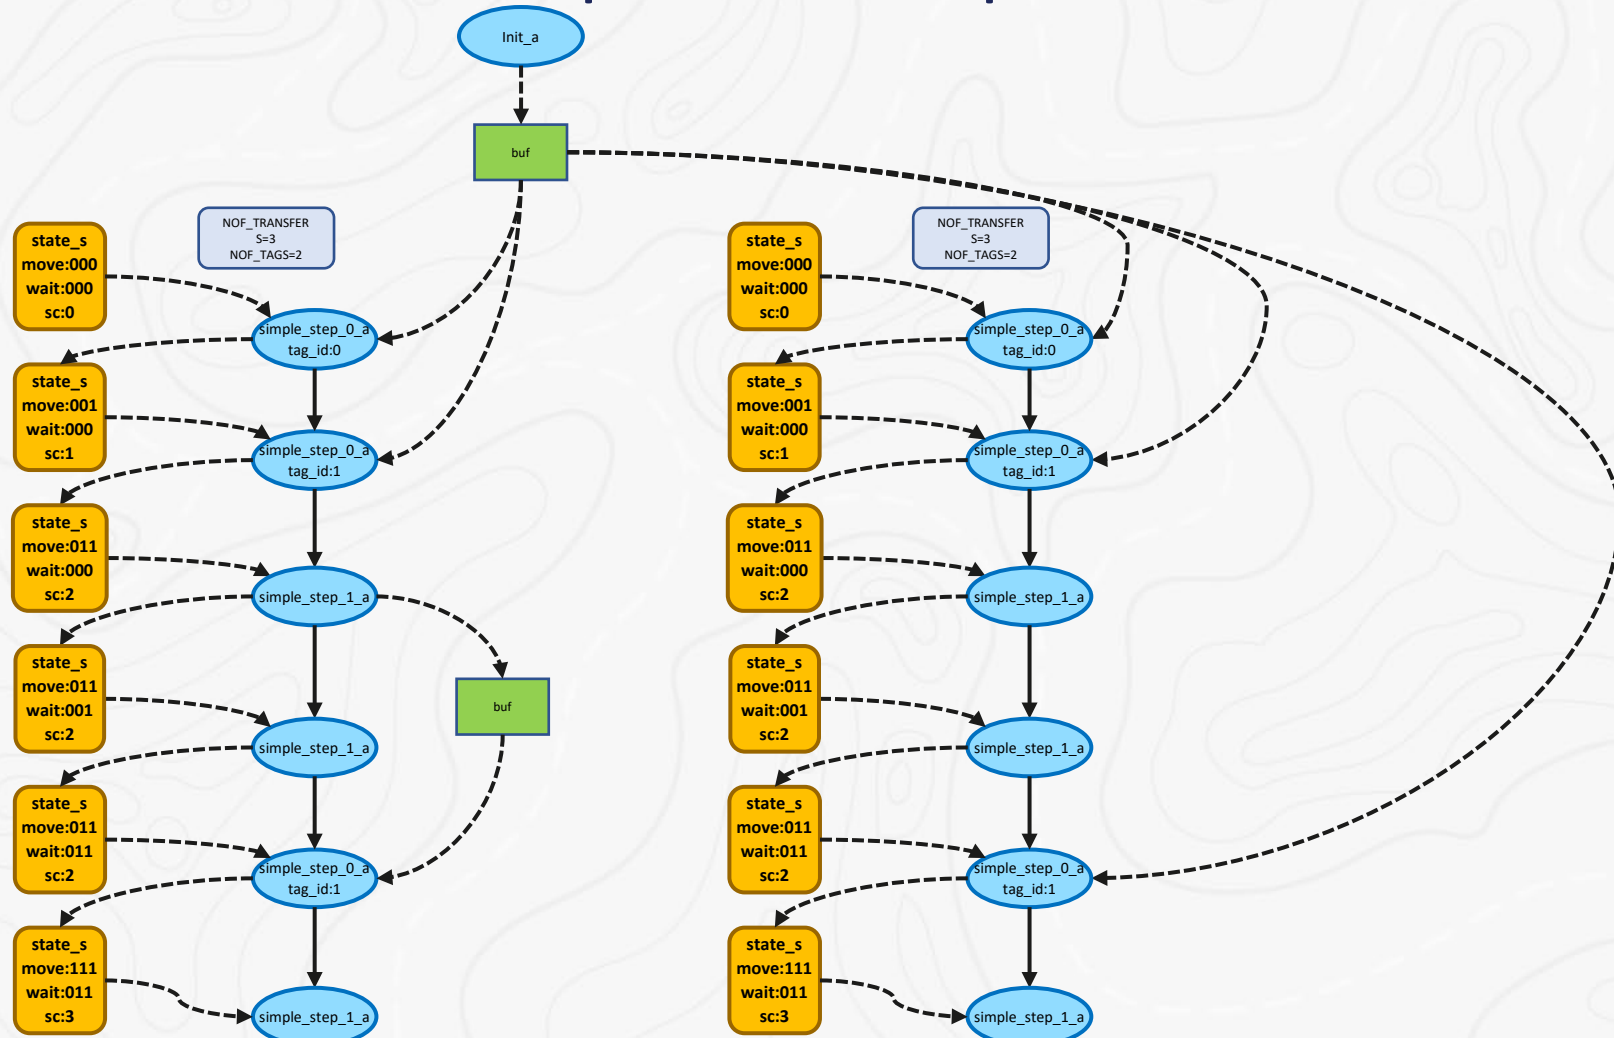 Init_a
buf
NOF_TRANSFER
S=3
NOF_TAGS=2
state_s
move:000
wait:000
sc:0
simple_step_0_a
tag_id:0
state_s
move:001
wait:000
sc:1
simple_step_0_a
tag_id:1
state_s
move:011
wait:000
sc:2
simple_step_1_a
state_s
move:011
wait:001
sc:2
buf
simple_step_1_a
state_s
move:011
wait:011
sc:2
simple_step_0_a
tag_id:1
state_s
move:111
wait:011
sc:3
simple_step_1_a
NOF_TRANSFER
S=3
NOF_TAGS=2
state_s
move:000
wait:000
sc:0
simple_step_0_a
tag_id:0
state_s
move:001
wait:000
sc:1
simple_step_0_a
tag_id:1
state_s
move:011
wait:000
sc:2
simple_step_1_a
state_s
move:011
wait:001
sc:2
simple_step_1_a
state_s
move:011
wait:011
sc:2
simple_step_0_a
tag_id:1
state_s
move:111
wait:011
sc:3
simple_step_1_a